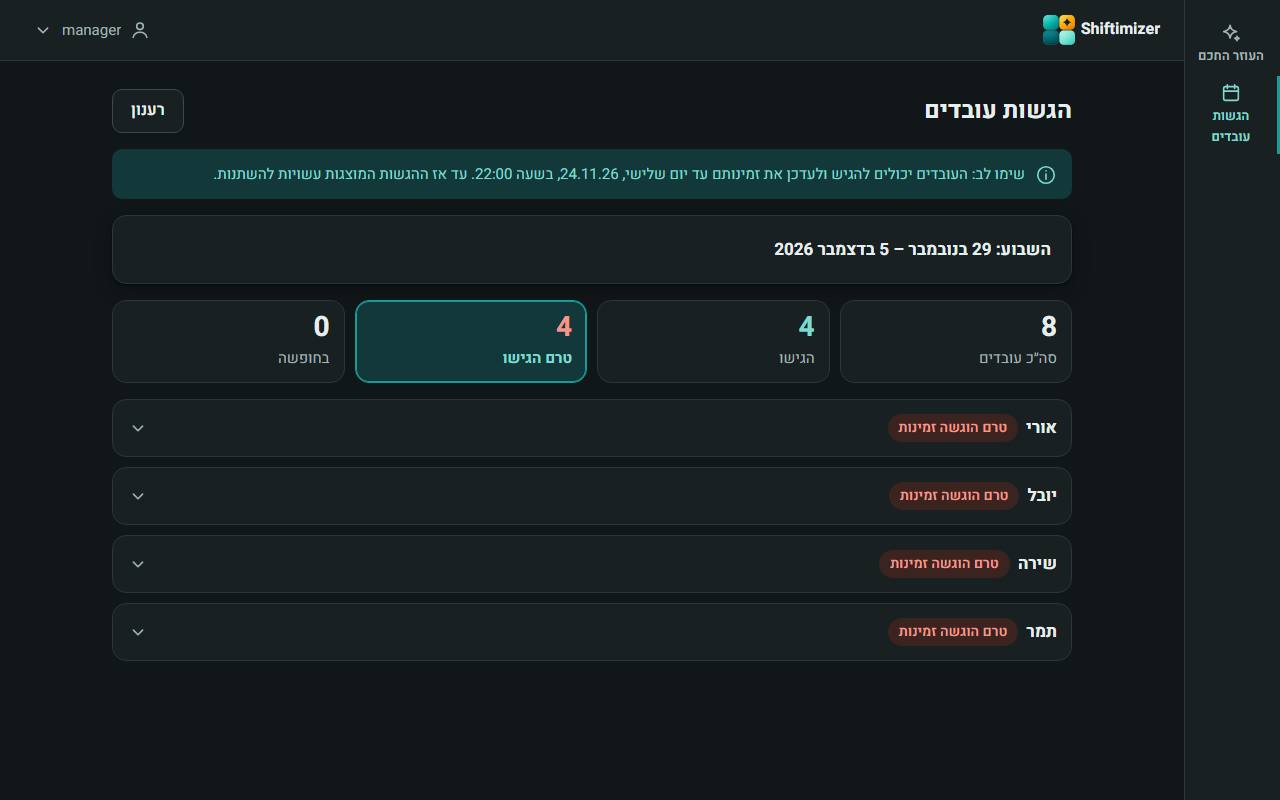 Shiftimizer
manager
העוזר החכם
הגשות
עובדים
הגשות עובדים
רענון
שימו לב: העובדים יכולים להגיש ולעדכן את זמינותם עד יום שלישי, 24.11.26, בשעה 22:00. עד אז ההגשות המוצגות עשויות להשתנות.
השבוע: 29 בנובמבר – 5 בדצמבר 2026
8
סה״כ עובדים
4
הגישו
4
טרם הגישו
0
בחופשה
אורי טרם הוגשה זמינות
יובל טרם הוגשה זמינות
שירה טרם הוגשה זמינות
תמר טרם הוגשה זמינות